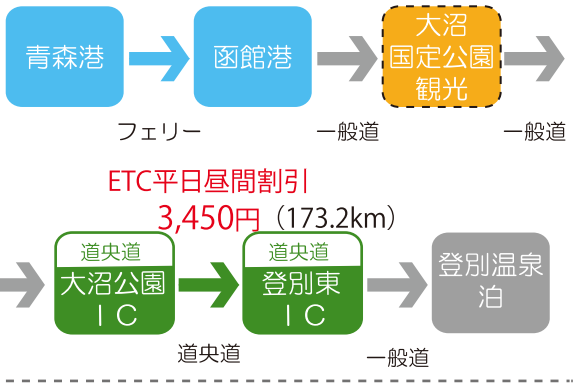 青森港
函館港
大沼
国定公園
観光
フェリー
一般道
一般道
ETC平日昼間割引
3,450円（173.2km）
道央道
大沼公園
IC
道央道
登別東
IC
登別温泉
泊
道央道
一般道